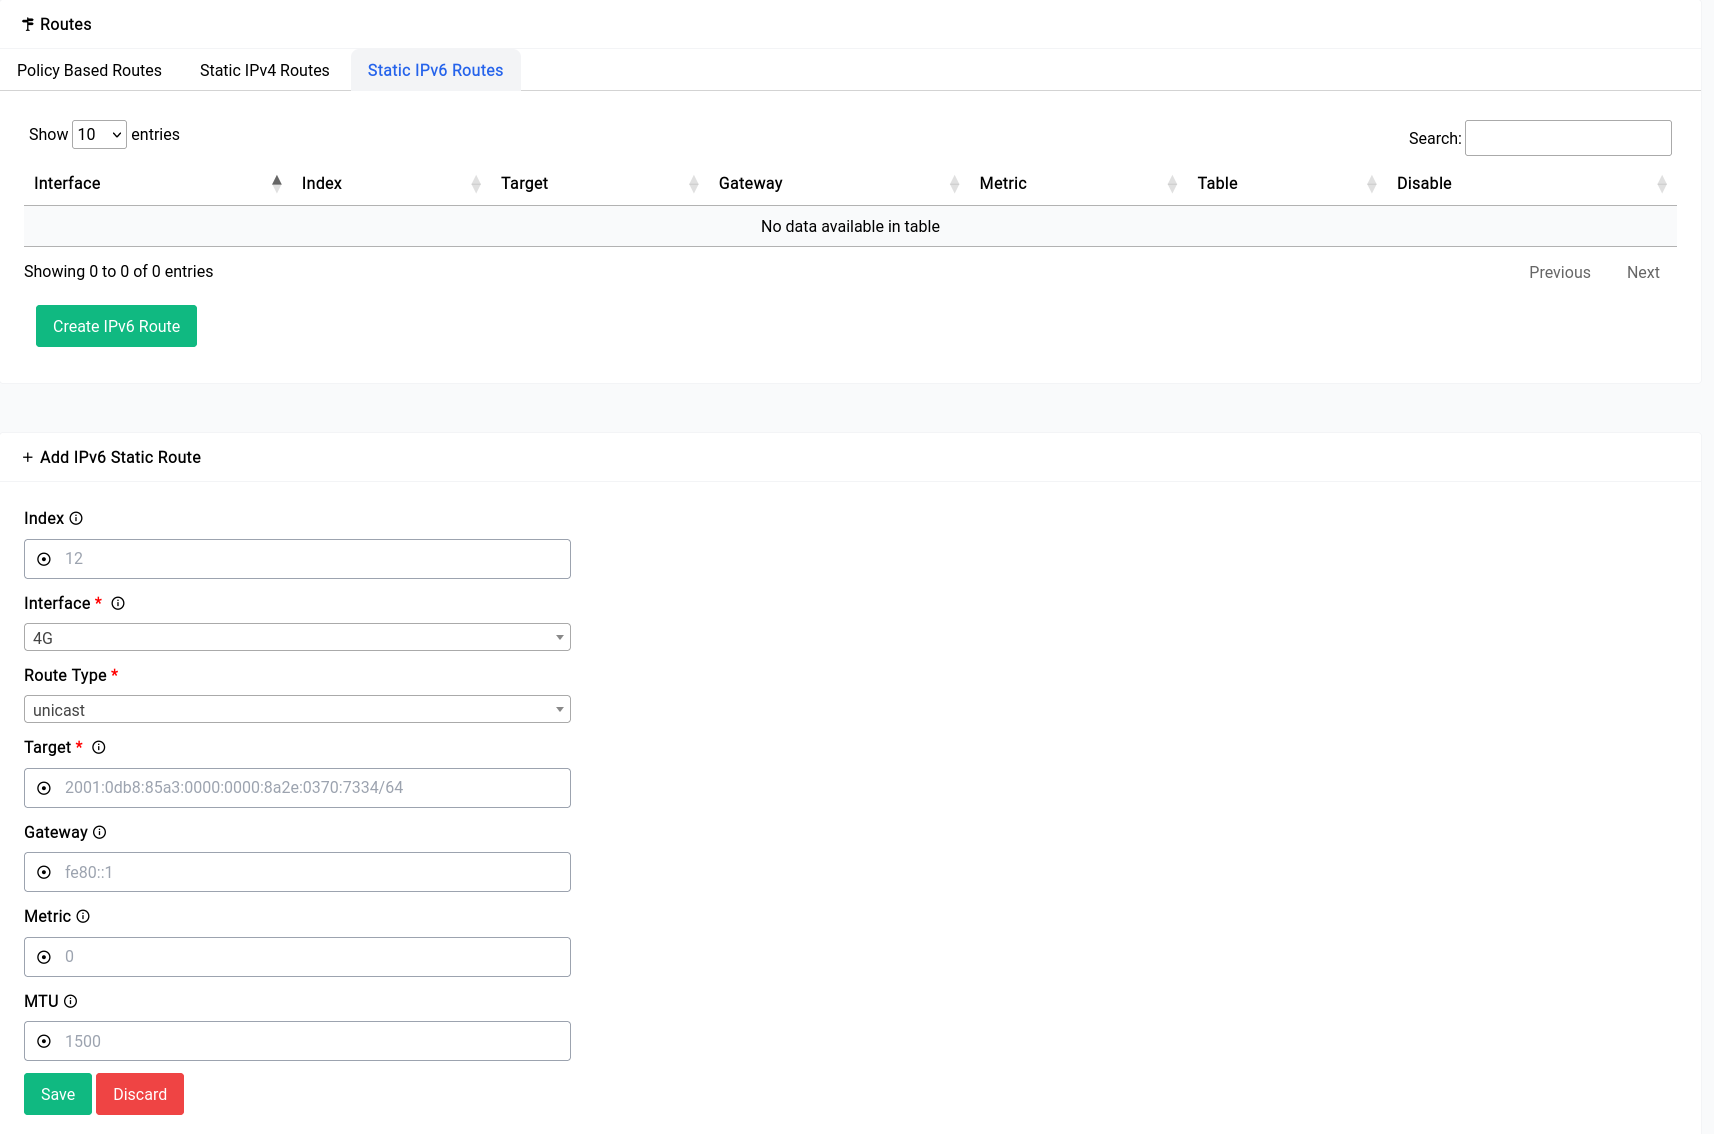 Routes
Policy Based Routes Static IPv4 Routes Static IPv6 Routes
Show 10 entries Search:
Interface Index Target Gateway Metric Table Disable
No data available in table
Showing 0 to 0 of 0 entries Previous Next
Create IPv6 Route
+ Add IPv6 Static Route
Index
12
Interface *
4G
Route Type *
unicast
Target *
2001:0db8:85a3:0000:0000:8a2e:0370:7334/64
Gateway
fe80::1
Metric
0
MTU
1500
Save Discard